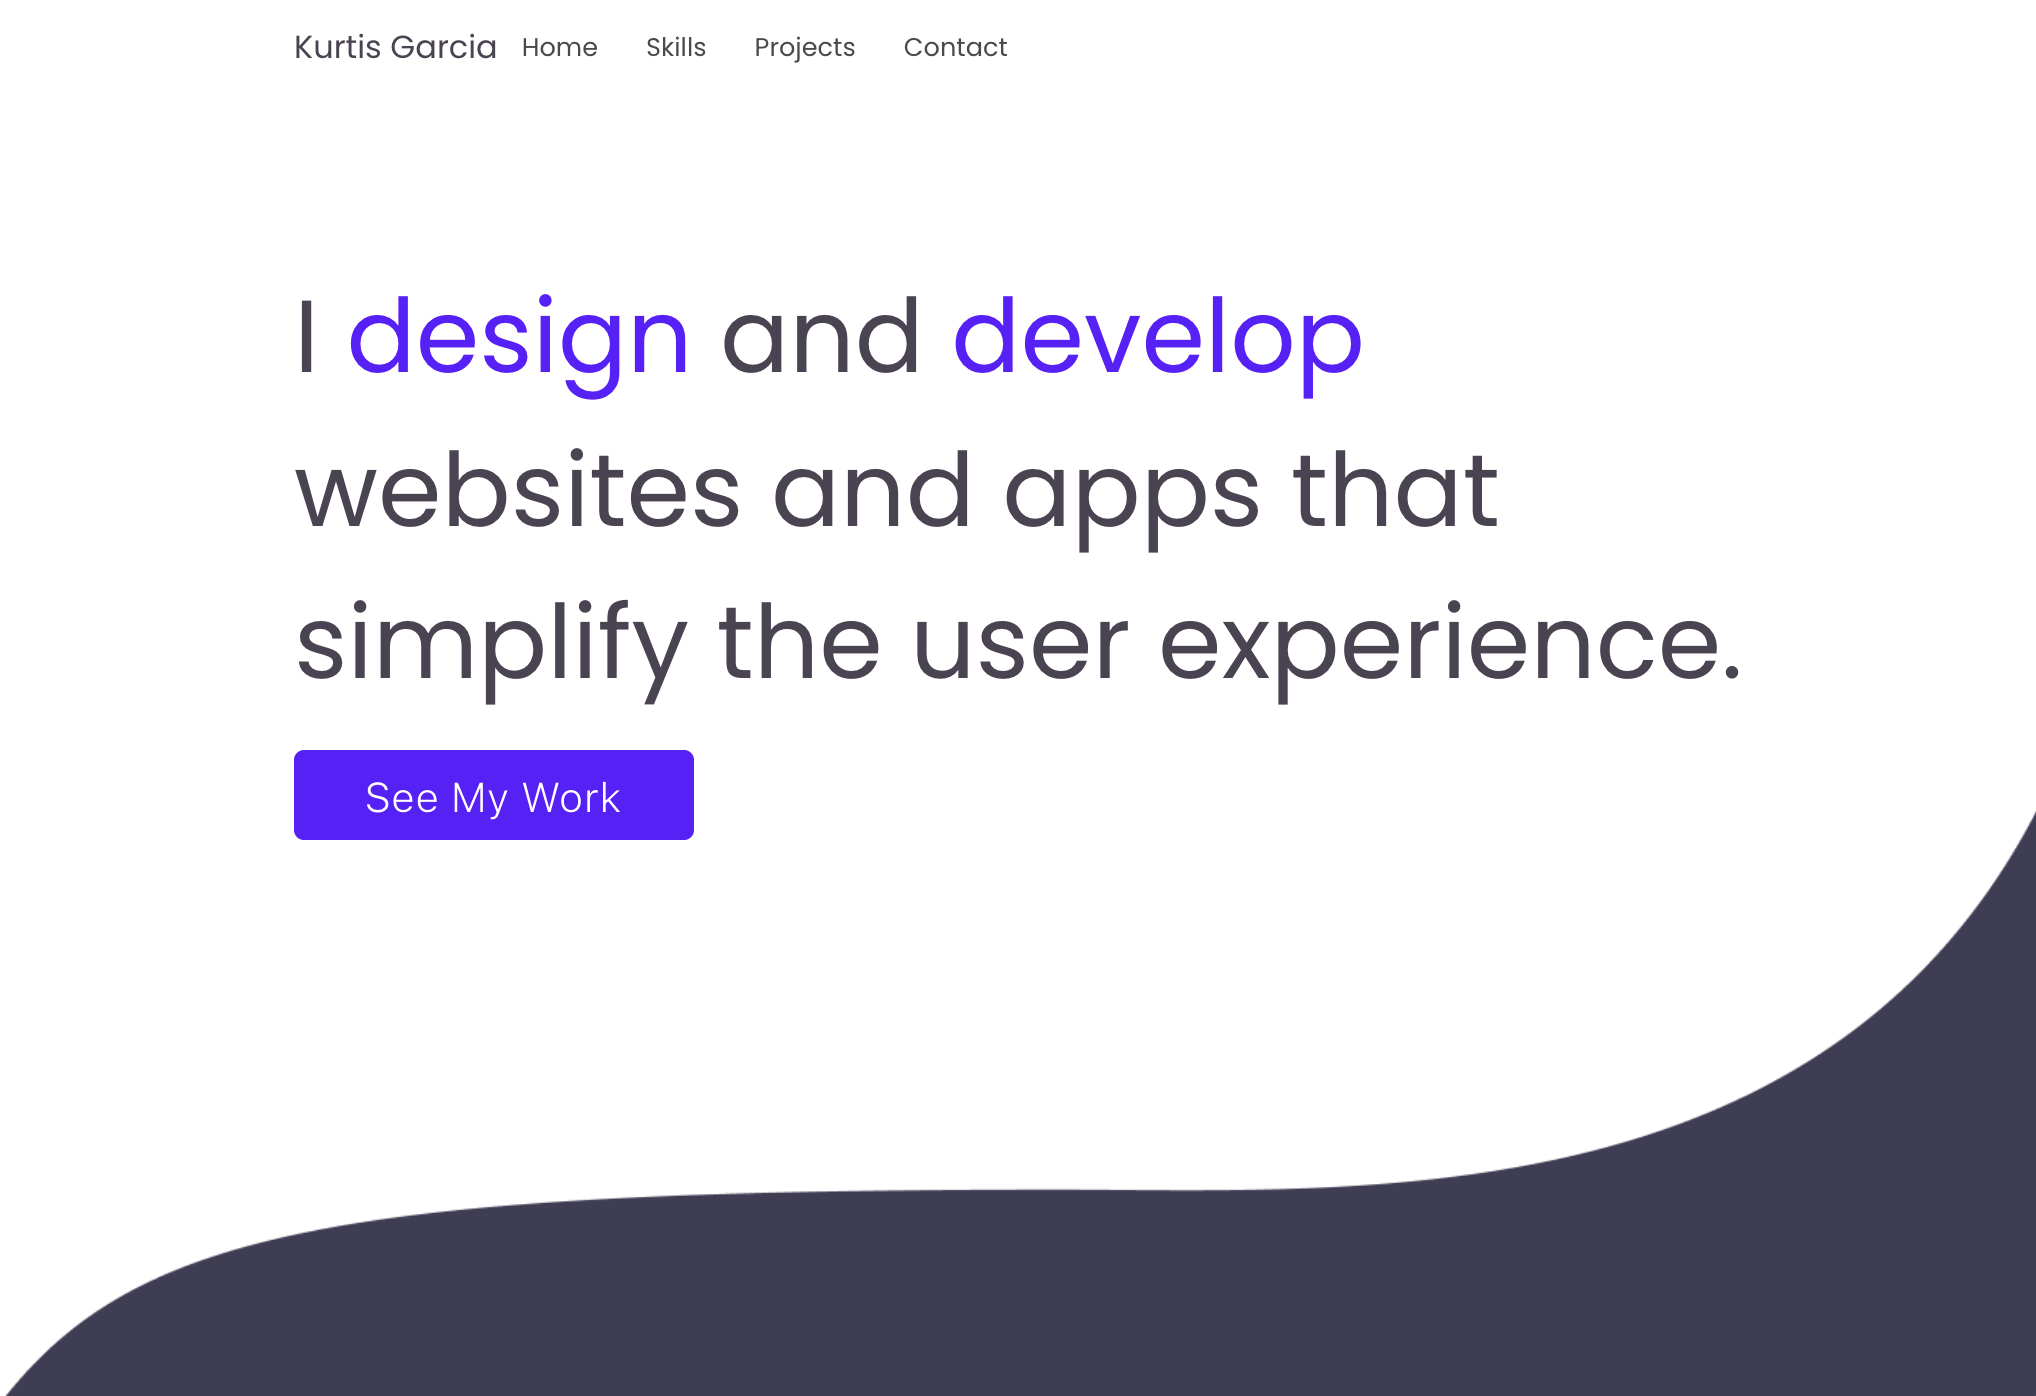 Kurtis Garcia Home Skills Projects Contact
I design and develop
websites and apps that
simplify the user experience.
See My Work